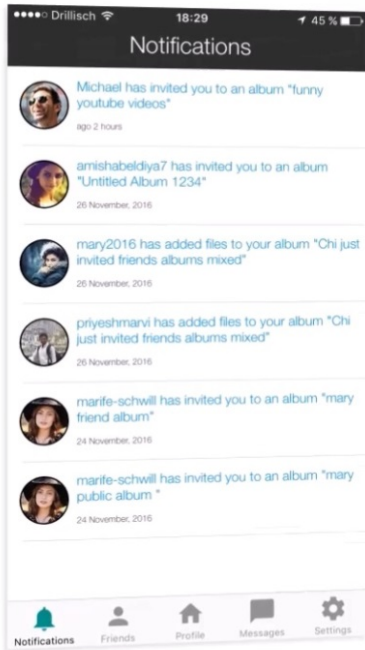 Drillisch 18:29 45 %
Notifications
Michael has invited you to an album "funny
youtube videos"
ago 2 hours
amishabeldiya7 has invited you to an album
"Untitled Album 1234"
26 November, 2016
mary2016 has added files to your album "Chi just
invited friends albums mixed"
26 November, 2016
priyeshmarvi has added files to your album "Chi
just invited friends albums mixed"
26 November, 2016
marife-schwill has invited you to an album "mary
friend album"
24 November, 2016
marife-schwill has invited you to an album "mary
public album "
24 November, 2016
Notifications Friends Profile Messages Settings